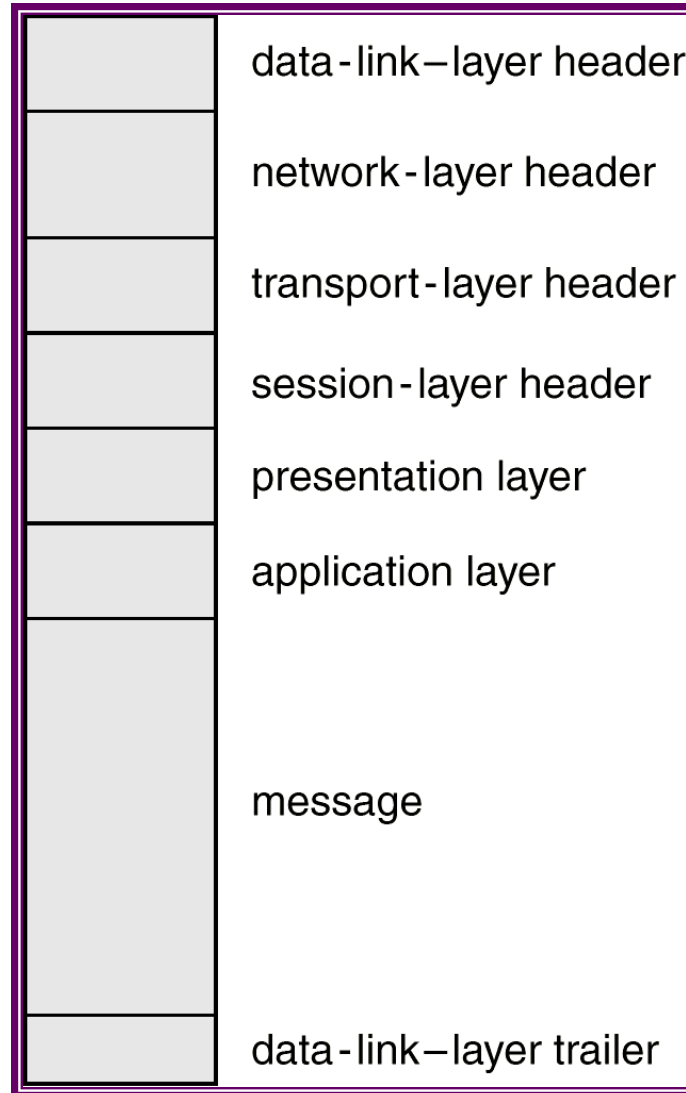 data-link–layer header
network-layer header
transport-layer header
session-layer header
presentation layer
application layer
message
data-link–layer trailer